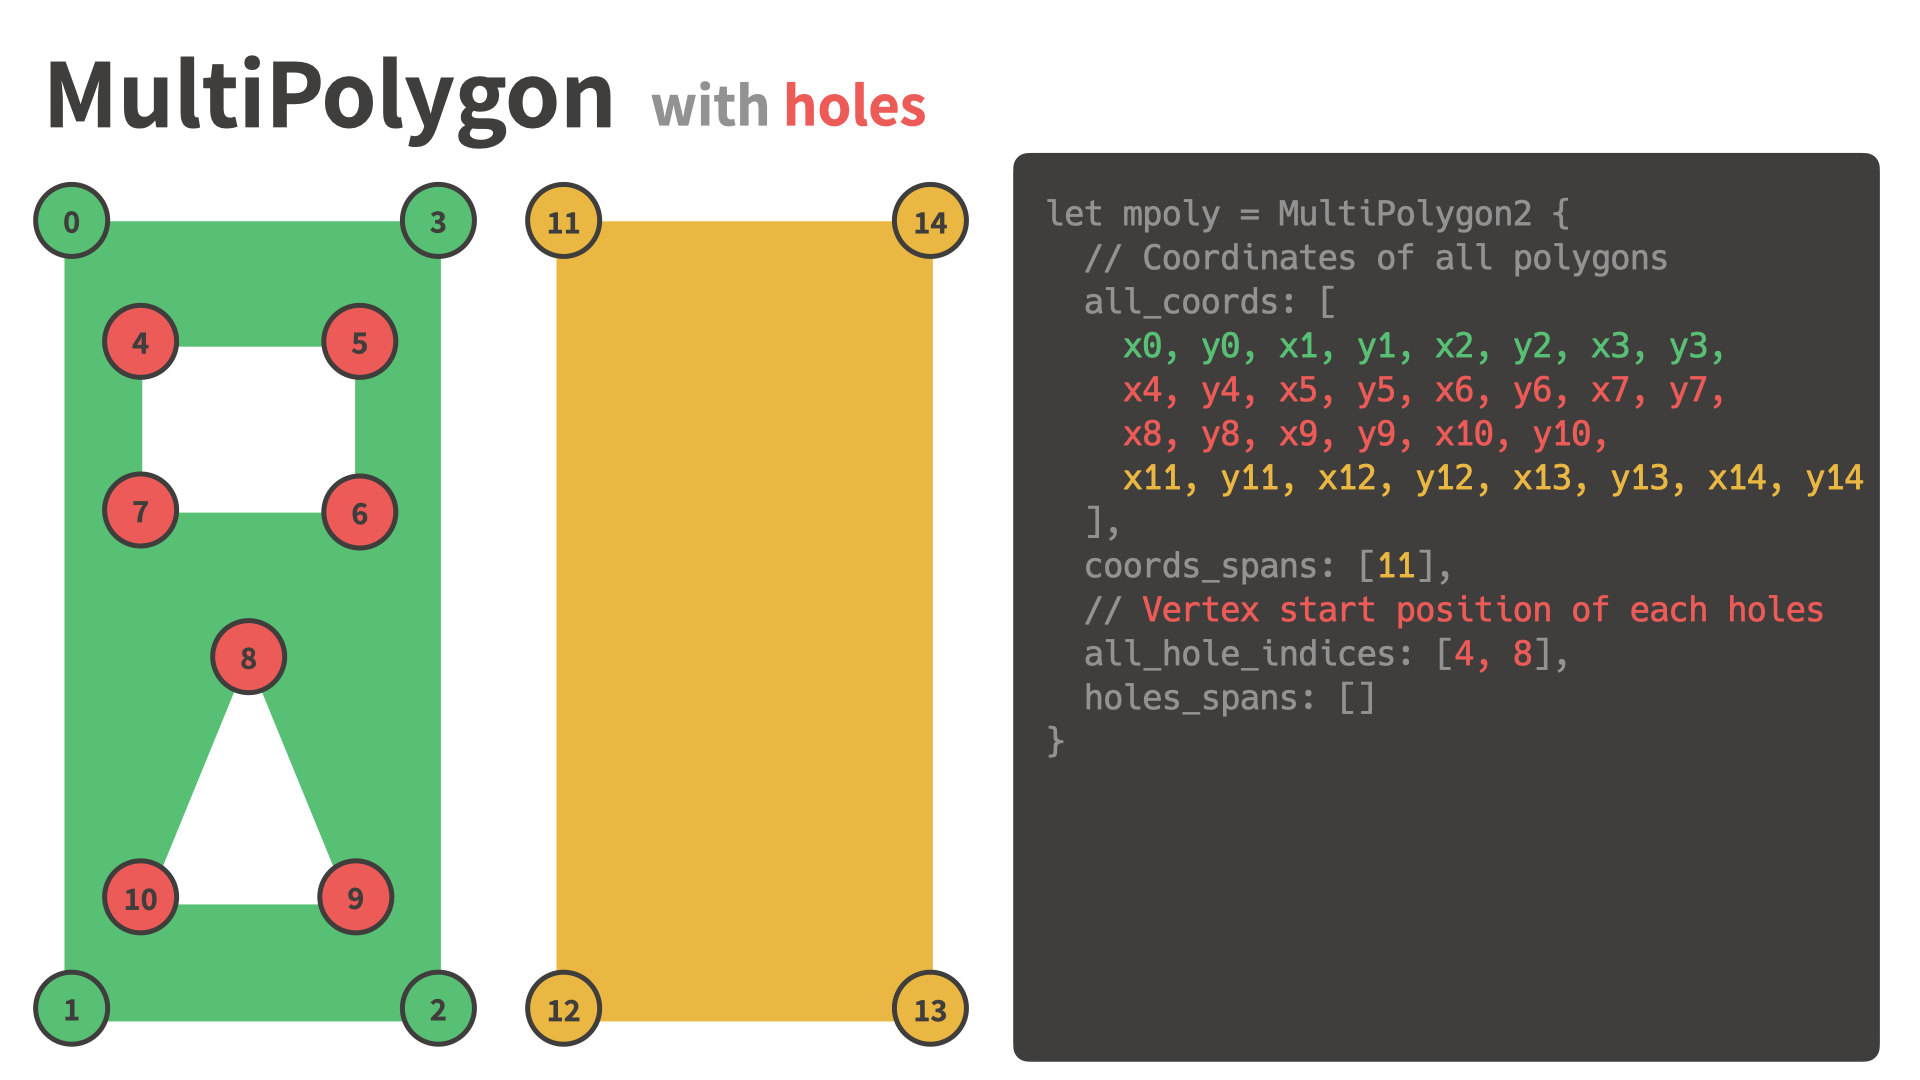 MultiPolygon with holes
0
3
11
14
4
5
7
6
8
10
9
1
2
12
13
let mpoly = MultiPolygon2 {
// Coordinates of all polygons
all_coords: [
x0, y0, x1, y1, x2, y2, x3, y3,
x4, y4, x5, y5, x6, y6, x7, y7,
x8, y8, x9, y9, x10, y10,
x11, y11, x12, y12, x13, y13, x14, y14
],
coords_spans: [11],
// Vertex start position of each holes
all_hole_indices: [4, 8],
holes_spans: []
}